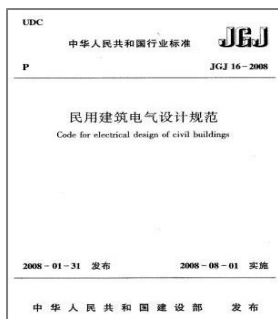 UDC
中华人民共和国行业标准 JGJ
P JGJ 16-2008
民用建筑电气设计规范
Code for electrical design of civil buildings
2008-01-31 发布 2008-08-01 实施
中华人民共和国建设部 发布